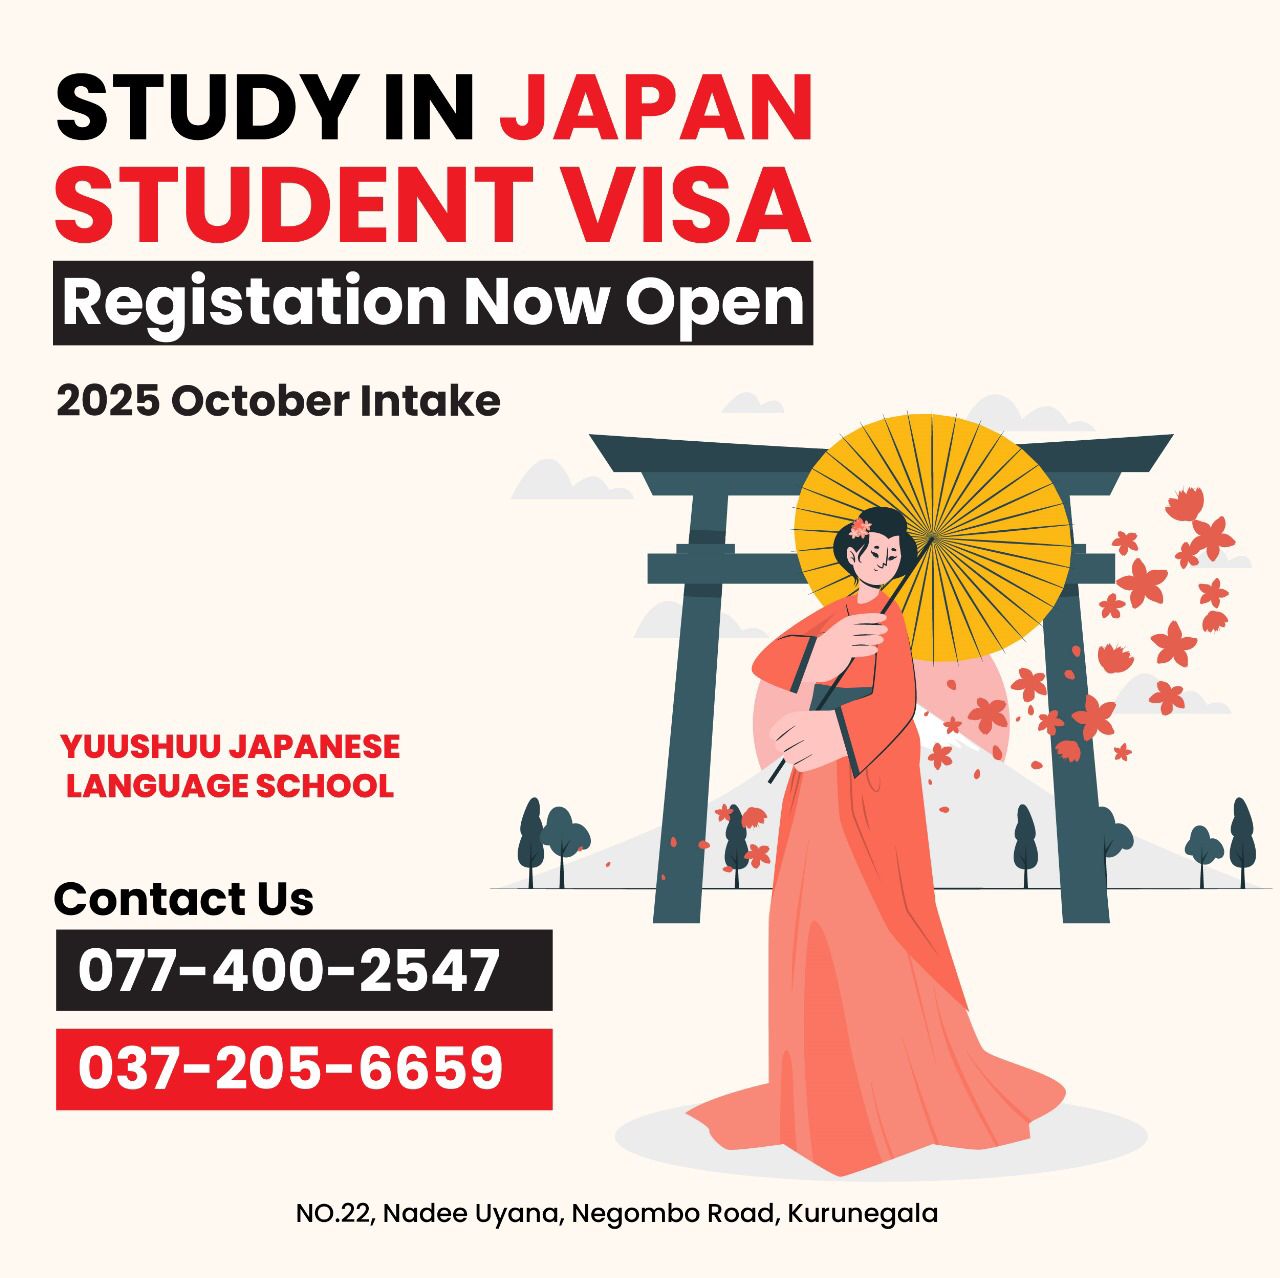 STUDY IN JAPAN
STUDENT VISA
Registation Now Open
2025 October Intake
YUUSHUU JAPANESE
LANGUAGE SCHOOL
Contact Us
077-400-2547
037-205-6659
NO.22, Nadee Uyana, Negombo Road, Kurunegala